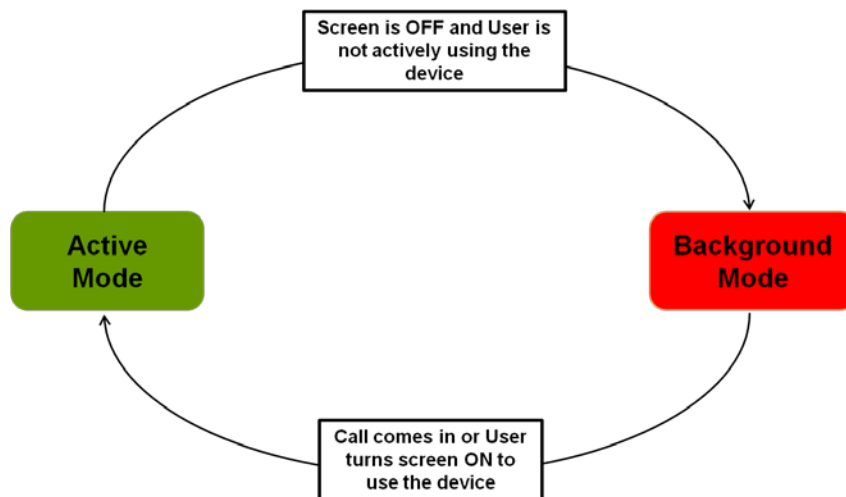 Screen is OFF and User is
not actively using the
device
Active
Mode
Background
Mode
Call comes in or User
turns screen ON to
use the device